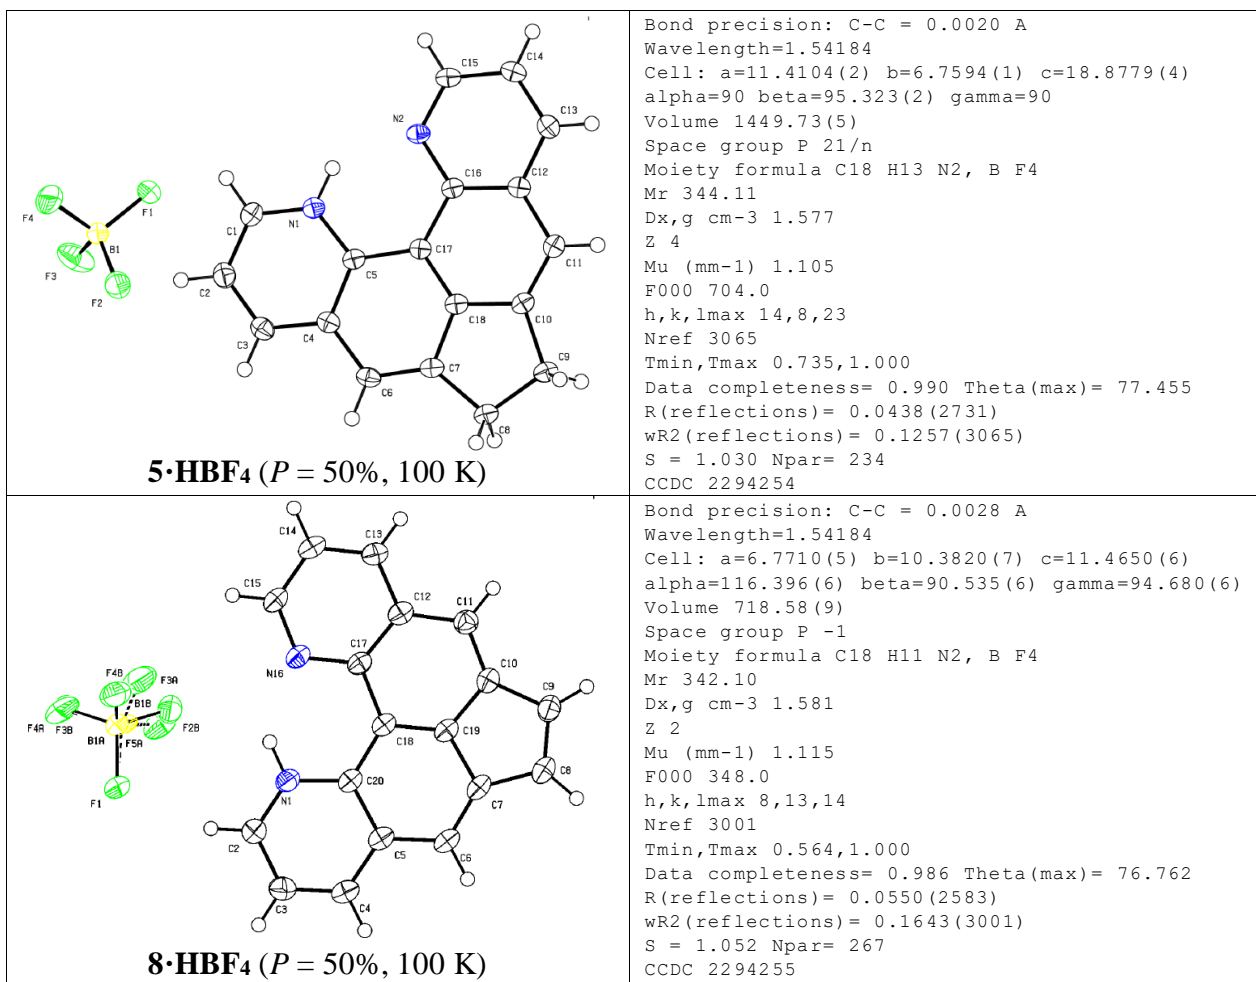 C14
C15
C13
N2
C16
C12
F4
F1
B1
F3
F2
C1
N1
C17
C11
C2
C5
C18
C10
C3
C4
C7
C9
C6
C8
5·HBF4 (P = 50%, 100 K)
Bond precision: C-C = 0.0020 A
Wavelength=1.54184
Cell: a=11.4104(2) b=6.7594(1) c=18.8779(4)
alpha=90 beta=95.323(2) gamma=90
Volume 1449.73(5)
Space group P 21/n
Moiety formula C18 H13 N2, B F4
Mr 344.11
Dx,g cm-3 1.577
Z 4
Mu (mm-1) 1.105
F000 704.0
h,k,lmax 14,8,23
Nref 3065
Tmin,Tmax 0.735,1.000
Data completeness= 0.990 Theta(max)= 77.455
R(reflections)= 0.0438(2731)
wR2(reflections)= 0.1257(3065)
S = 1.030 Npar= 234
CCDC 2294254
C14
C13
C15
C12
C11
C17
N16
C10
F4B
F3A
C9
B1B
F4A
F3B
F2B
B1A
F5A
C18
C19
F1
N1
C20
C8
C7
C2
C5
C6
C3
C4
8·HBF4 (P = 50%, 100 K)
Bond precision: C-C = 0.0028 A
Wavelength=1.54184
Cell: a=6.7710(5) b=10.3820(7) c=11.4650(6)
alpha=116.396(6) beta=90.535(6) gamma=94.680(6)
Volume 718.58(9)
Space group P -1
Moiety formula C18 H11 N2, B F4
Mr 342.10
Dx,g cm-3 1.581
Z 2
Mu (mm-1) 1.115
F000 348.0
h,k,lmax 8,13,14
Nref 3001
Tmin,Tmax 0.564,1.000
Data completeness= 0.986 Theta(max)= 76.762
R(reflections)= 0.0550(2583)
wR2(reflections)= 0.1643(3001)
S = 1.052 Npar= 267
CCDC 2294255